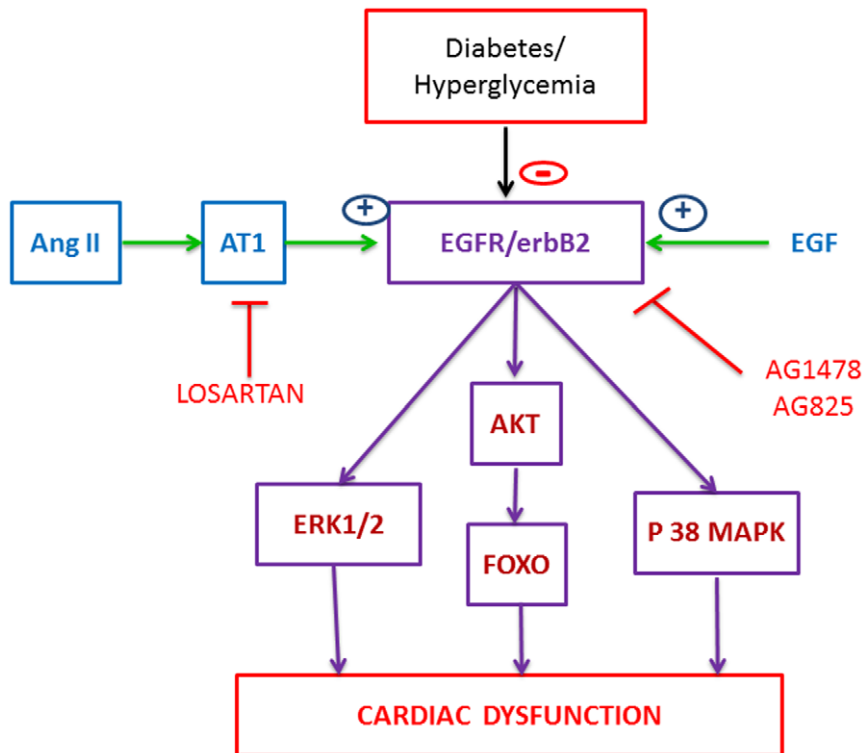 Diabetes/
Hyperglycemia
-
+
+
Ang II
AT1
EGFR/erbB2
EGF
LOSARTAN
AG1478
AG825
AKT
ERK1/2
FOXO
P 38 MAPK
CARDIAC DYSFUNCTION